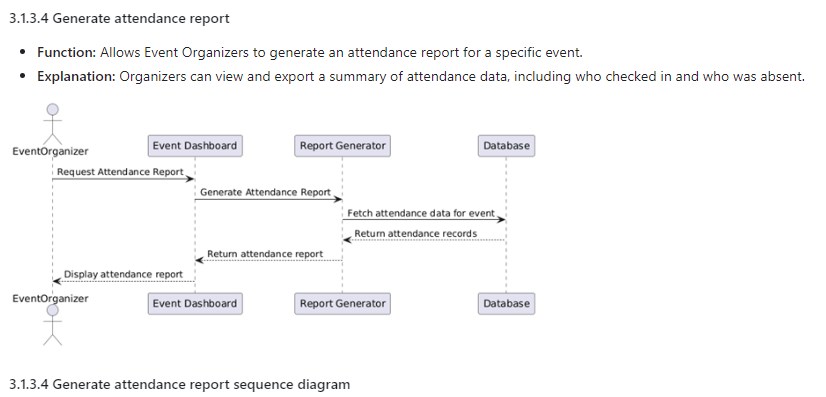 3.1.3.4 Generate attendance report
• Function: Allows Event Organizers to generate an attendance report for a specific event.
• Explanation: Organizers can view and export a summary of attendance data, including who checked in and who was absent.
EventOrganizer
Event Dashboard
Report Generator
Database
Request Attendance Report
Generate Attendance Report
Fetch attendance data for event
Return attendance records
Return attendance report
Display attendance report
EventOrganizer
Event Dashboard
Report Generator
Database
3.1.3.4 Generate attendance report sequence diagram